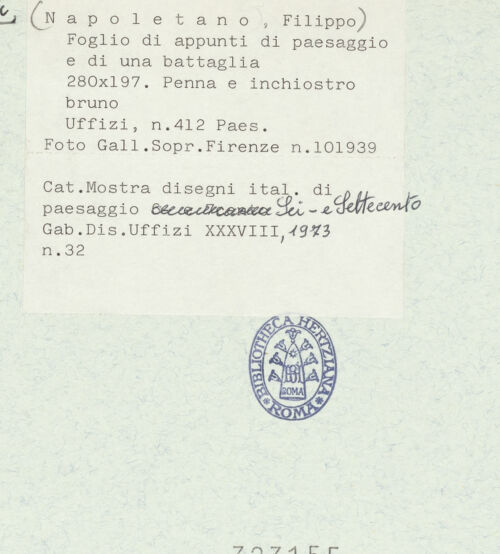 (Napoletano, Filippo)
Foglio di appunti di paesaggio
e di una battaglia
280x197. Penna e inchiostro
bruno
Uffizi, n.412 Paes.
Foto Gall.Sopr.Firenze n.101939
Cat.Mostra disegni ital. di
paesaggio Sei-e Settecento
Gab.Dis.Uffizi XXXVIII, 1973
n.32
BIBLIOTHECA HERTZIANA
ROMA
* ROMA *